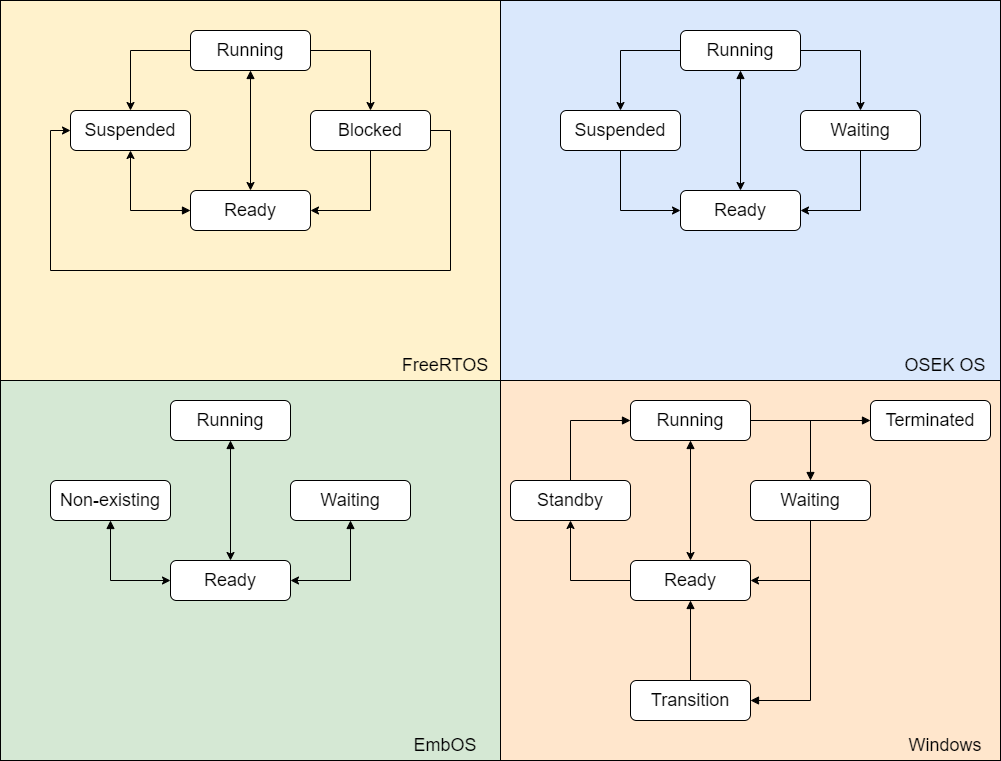 Running
Suspended
Blocked
Ready
FreeRTOS
Running
Suspended
Waiting
Ready
OSEK OS
Running
Non-existing
Waiting
Ready
EmbOS
Running
Terminated
Standby
Waiting
Ready
Transition
Windows